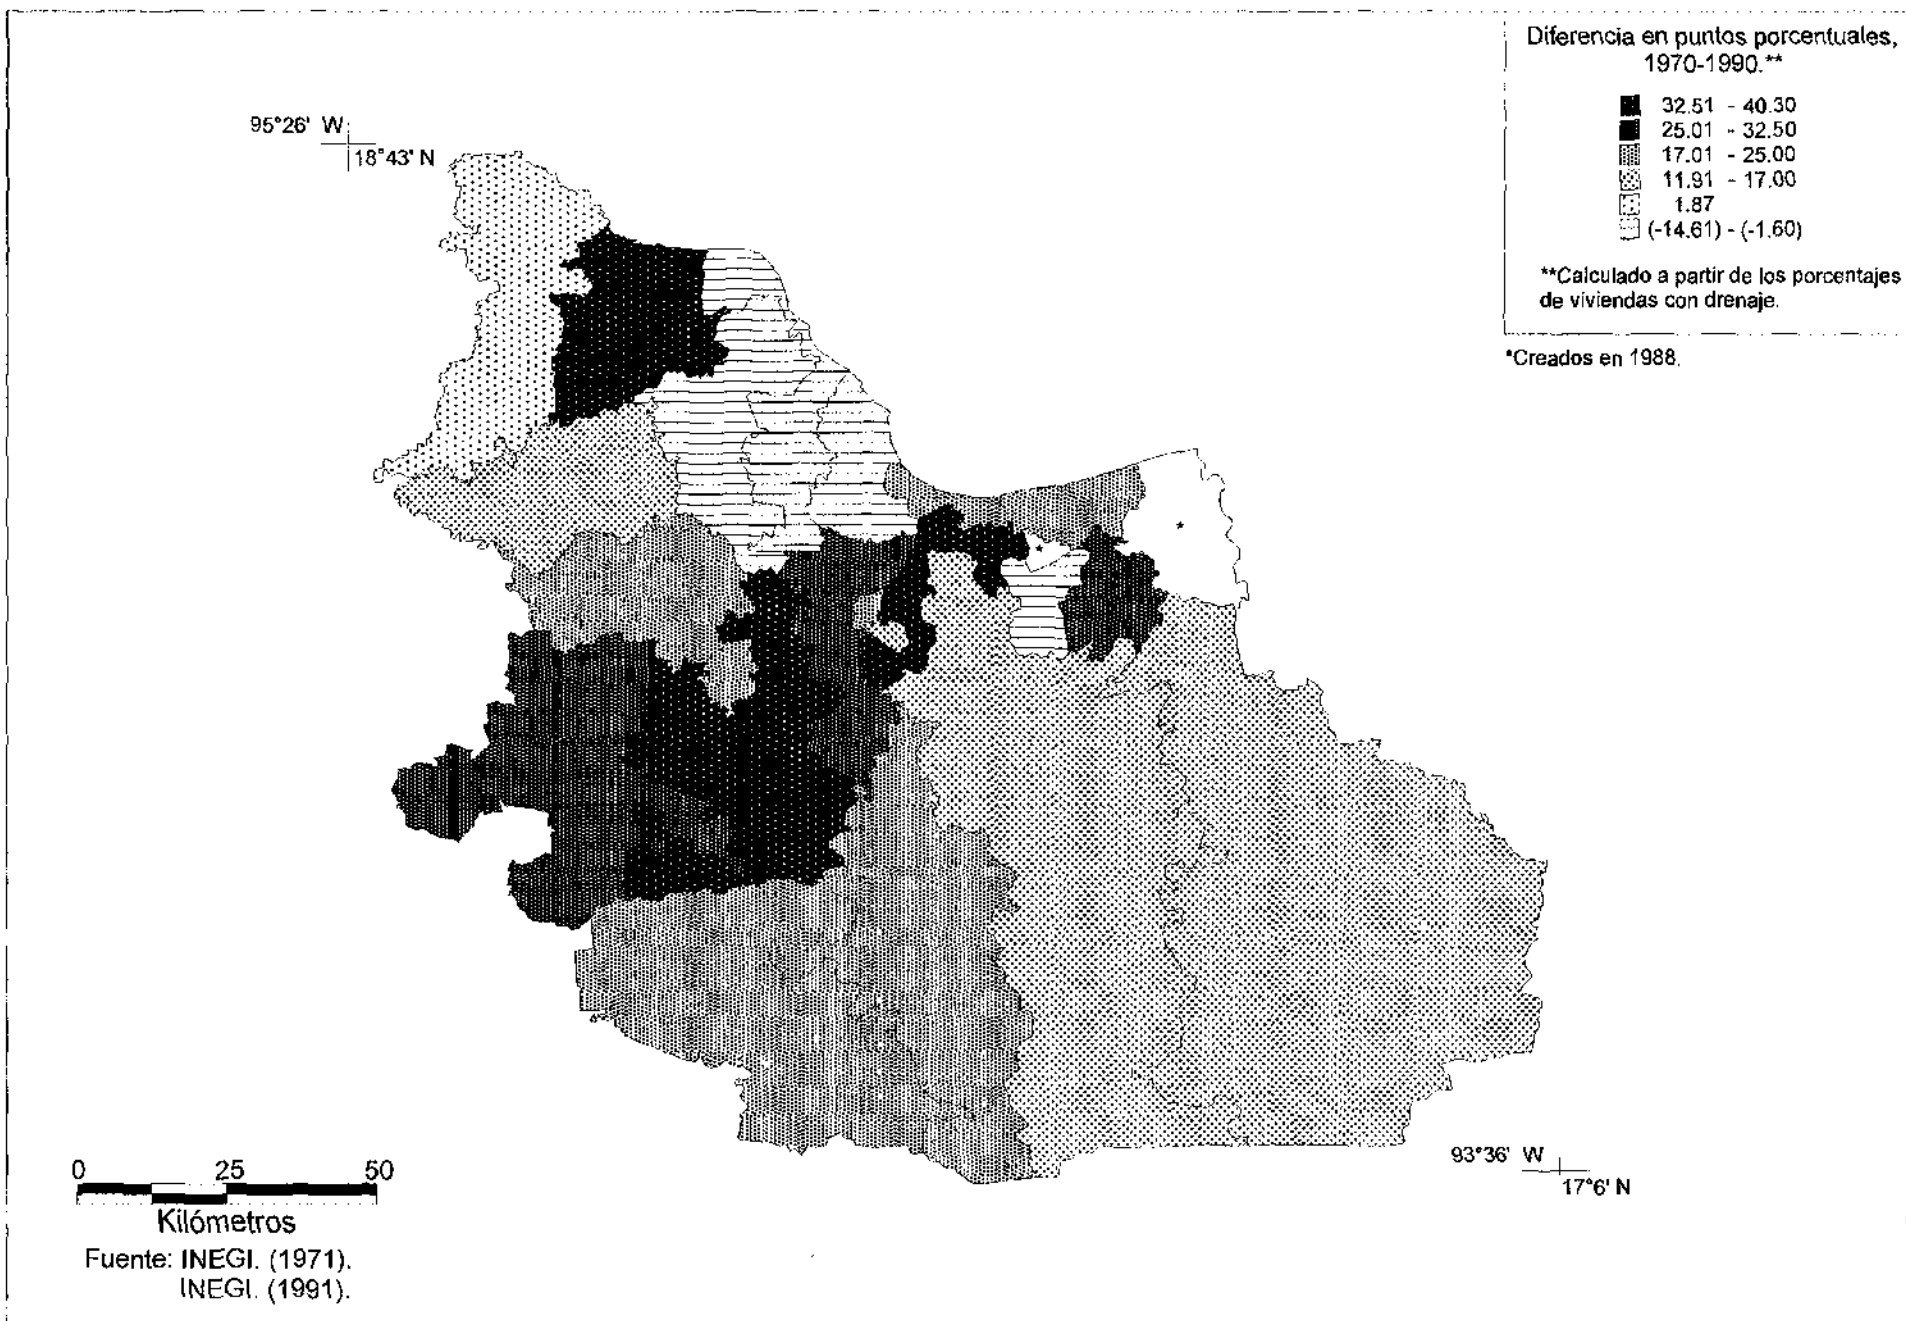 Diferencia en puntos porcentuales,
1970-1990.**
32.51 - 40.30
25.01 - 32.50
17.01 - 25.00
11.91 - 17.00
1.87
(-14.61) - (-1.60)
**Calculado a partir de los porcentajes
de viviendas con drenaje.
*Creados en 1988.
95°26' W
18°43' N
*
*
93°36' W
17°6' N
0 25 50
Kilómetros
Fuente: INEGI. (1971).
INEGI. (1991).